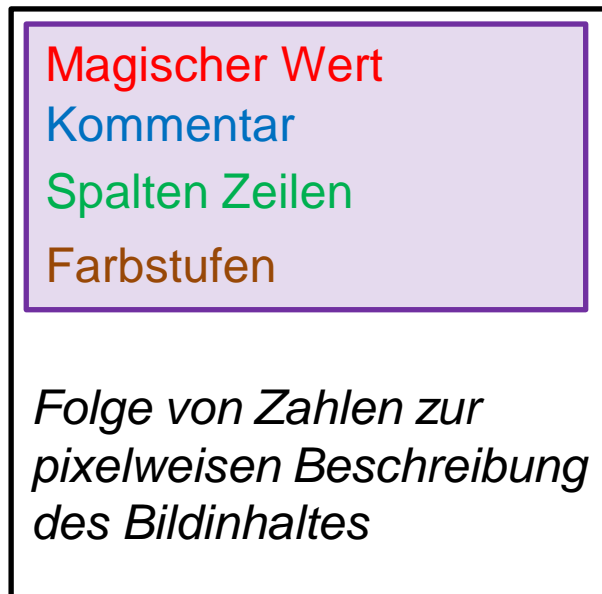 Magischer Wert
Kommentar
Spalten Zeilen
Farbstufen
Folge von Zahlen zur
pixelweisen Beschreibung
des Bildinhaltes